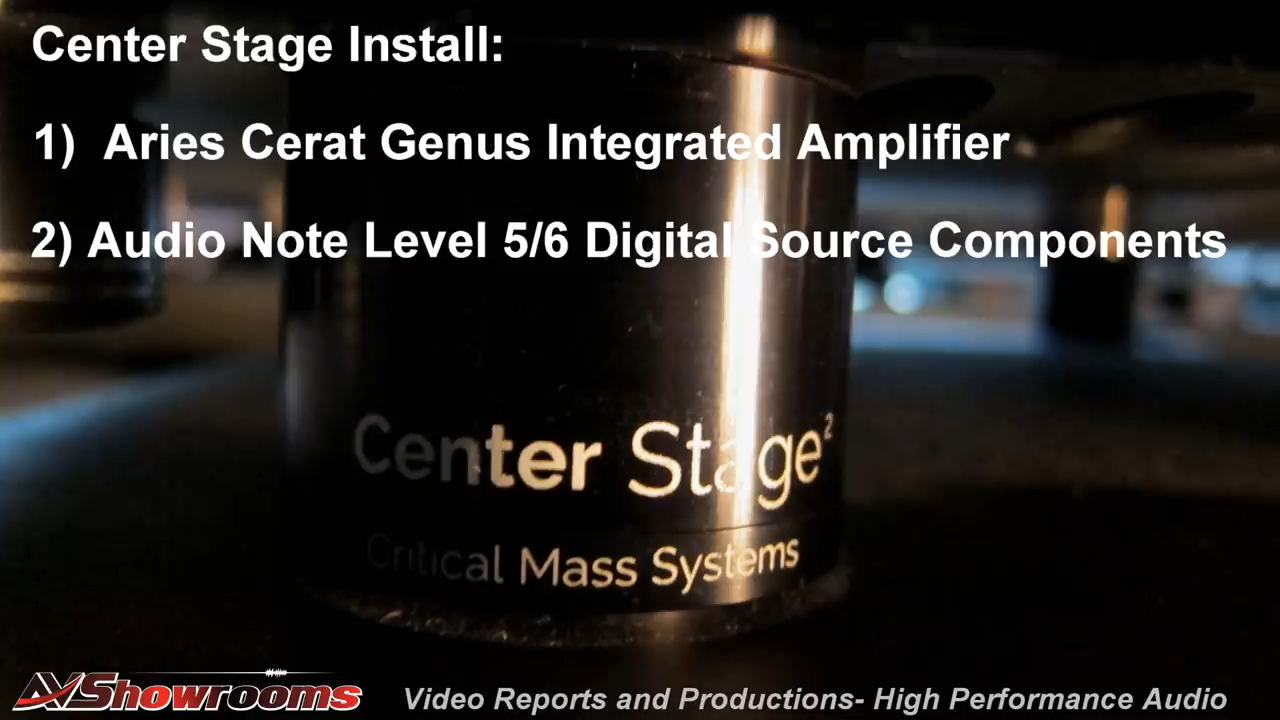 Center Stage Install:
1) Aries Cerat Genus Integrated Amplifier
2) Audio Note Level 5/6 Digital Source Components
Center Stage²
Critical Mass Systems
AVShowrooms
Video Reports and Productions- High Performance Audio